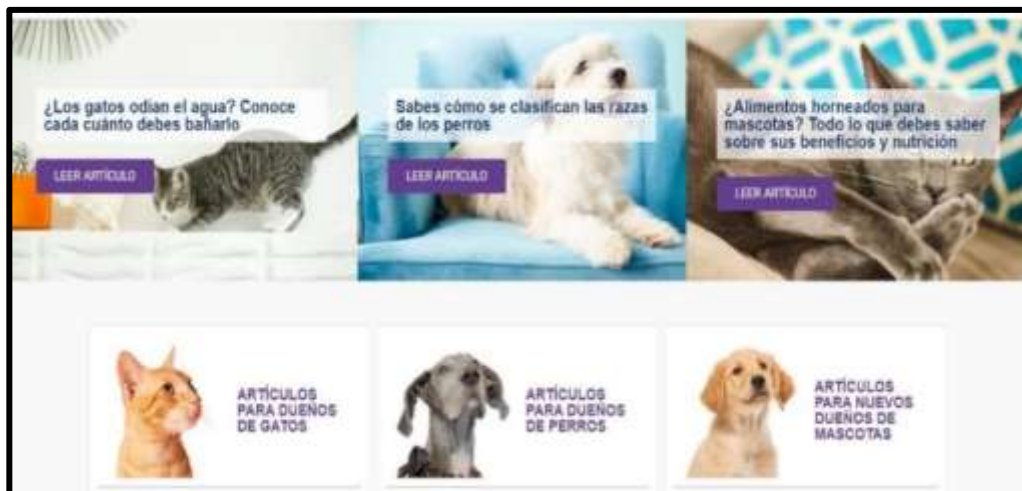 ¿Los gatos odian el agua? Conoce
cada cuánto debes bañarlo
LEER ARTÍCULO
Sabes cómo se clasifican las razas
de los perros
LEER ARTÍCULO
¿Alimentos horneados para
mascotas? Todo lo que debes saber
sobre sus beneficios y nutrición
LEER ARTÍCULO
ARTÍCULOS
PARA DUEÑOS
DE GATOS
ARTÍCULOS
PARA DUEÑOS
DE PERROS
ARTÍCULOS
PARA NUEVOS
DUEÑOS DE
MASCOTAS